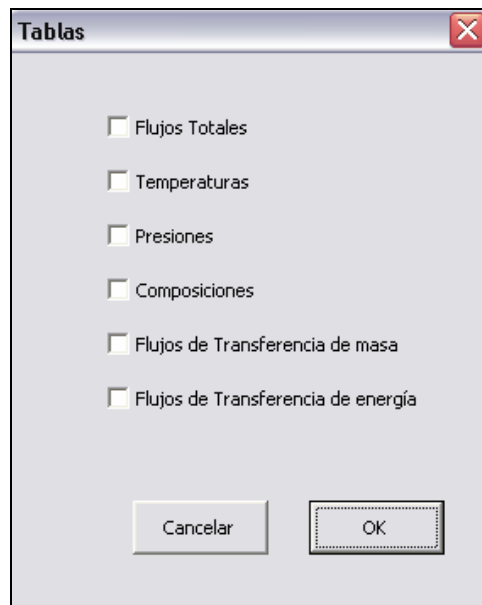 Tablas
Flujos Totales
Temperaturas
Presiones
Composiciones
Flujos de Transferencia de masa
Flujos de Transferencia de energía
Cancelar
OK